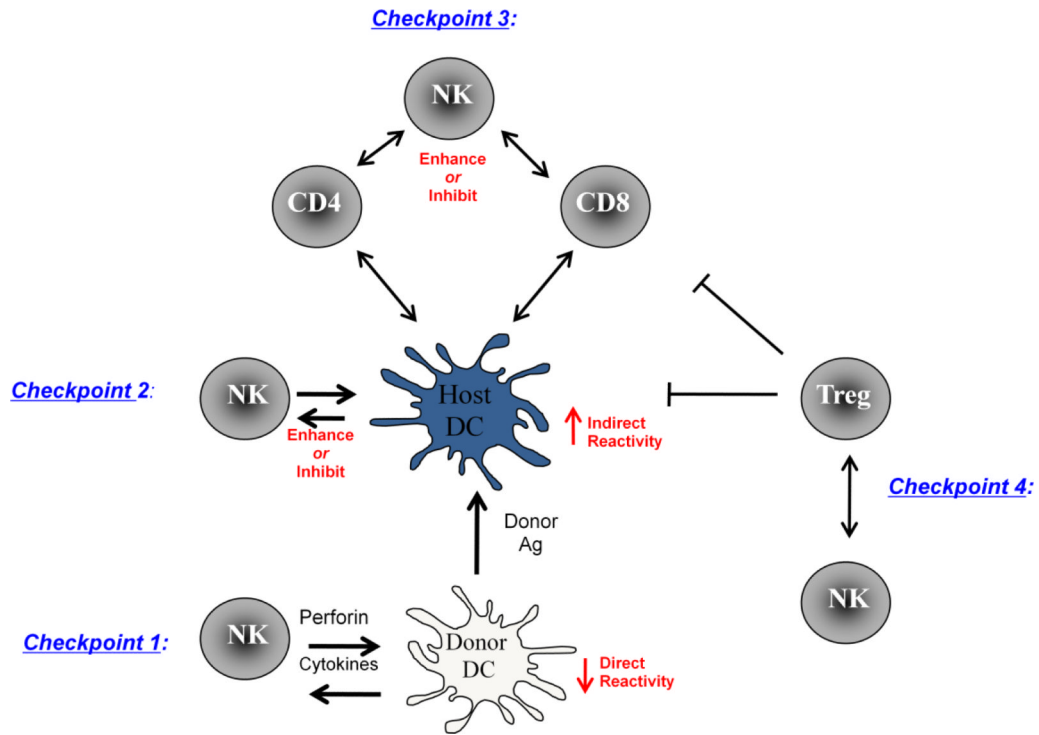 Checkpoint 3:
NK
Enhance
or
Inhibit
CD4
CD8
Checkpoint 2:
NK
Enhance
or
Inhibit
Host
DC
Indirect
Reactivity
Treg
Checkpoint 4:
NK
Donor
Ag
Checkpoint 1:
NK
Perforin
Cytokines
Donor
DC
Direct
Reactivity